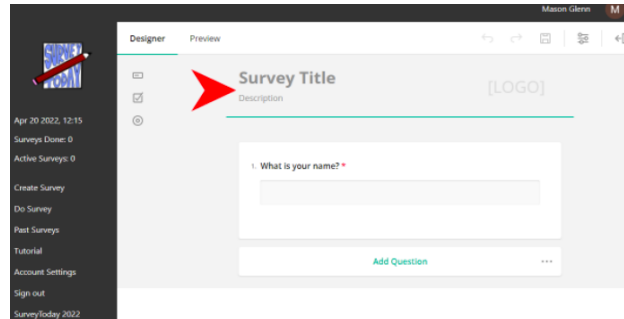 Mason Glenn M
SURVEY
TODAY
Designer Preview
Survey Title
Description
[LOGO]
Apr 20 2022, 12:15
Surveys Done: 0
Active Surveys: 0
Create Survey
Do Survey
Past Surveys
Tutorial
Account Settings
Sign out
SurveyToday 2022
1. What is your name? *
Add Question